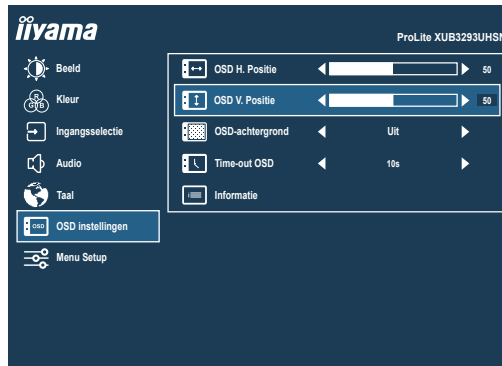 iiyama
ProLite XUB3293UHSN
Beeld
Kleur
R
G B
Ingangsselectie
Audio
Taal
OSD
OSD instellingen
Menu Setup
OSD H. Positie 50
OSD V. Positie 50
OSD-achtergrond Uit
Time-out OSD 10s
Informatie